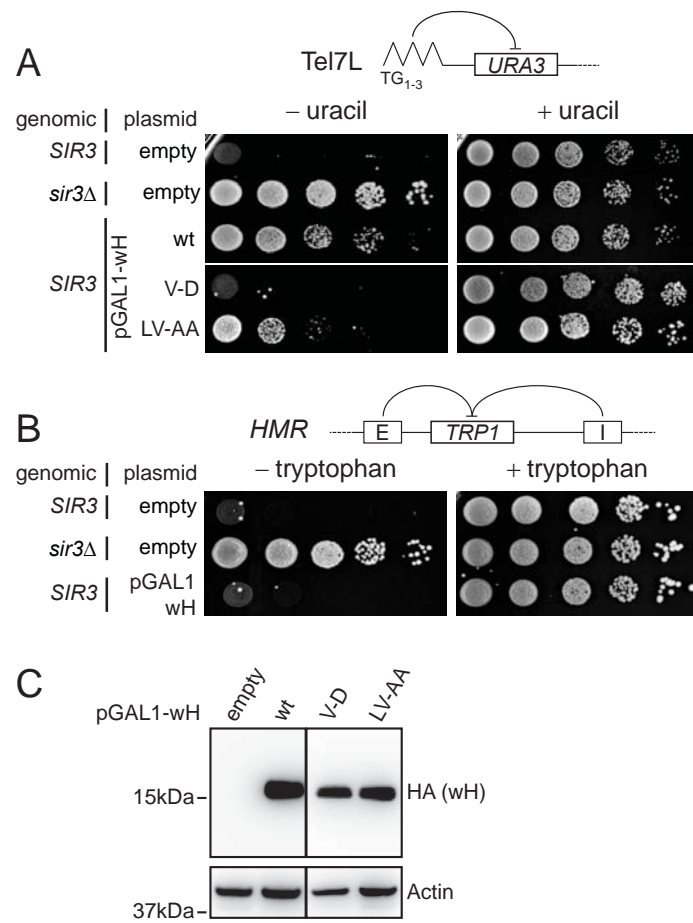 A
Tel7L
TG1-3
URA3
– uracil
+ uracil
genomic | plasmid
SIR3 | empty
sir3Δ | empty
SIR3
pGAL1-wH
wt
V-D
LV-AA
B
HMR
E
TRP1
I
– tryptophan
+ tryptophan
genomic | plasmid
SIR3 | empty
sir3Δ | empty
SIR3 | pGAL1
wH
C
pGAL1-wH
empty
wt
V-D
LV-AA
15kDa
HA (wH)
Actin
37kDa